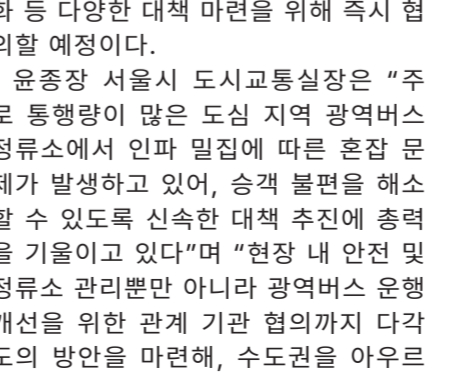 화 등 다양한 대책 마련을 위해 즉시 협
의할 예정이다.
윤종장 서울시 도시교통실장은 “주
로 통행량이 많은 도심 지역 광역버스
정류소에서 인파 밀집에 따른 혼잡 문
제가 발생하고 있어, 승객 불편을 해소
할 수 있도록 신속한 대책 추진에 총력
을 기울이고 있다”며 “현장 내 안전 및
정류소 관리뿐만 아니라 광역버스 운행
개선을 위한 관계 기관 협의까지 다각
도의 방안을 마련해, 수도권을 아우르